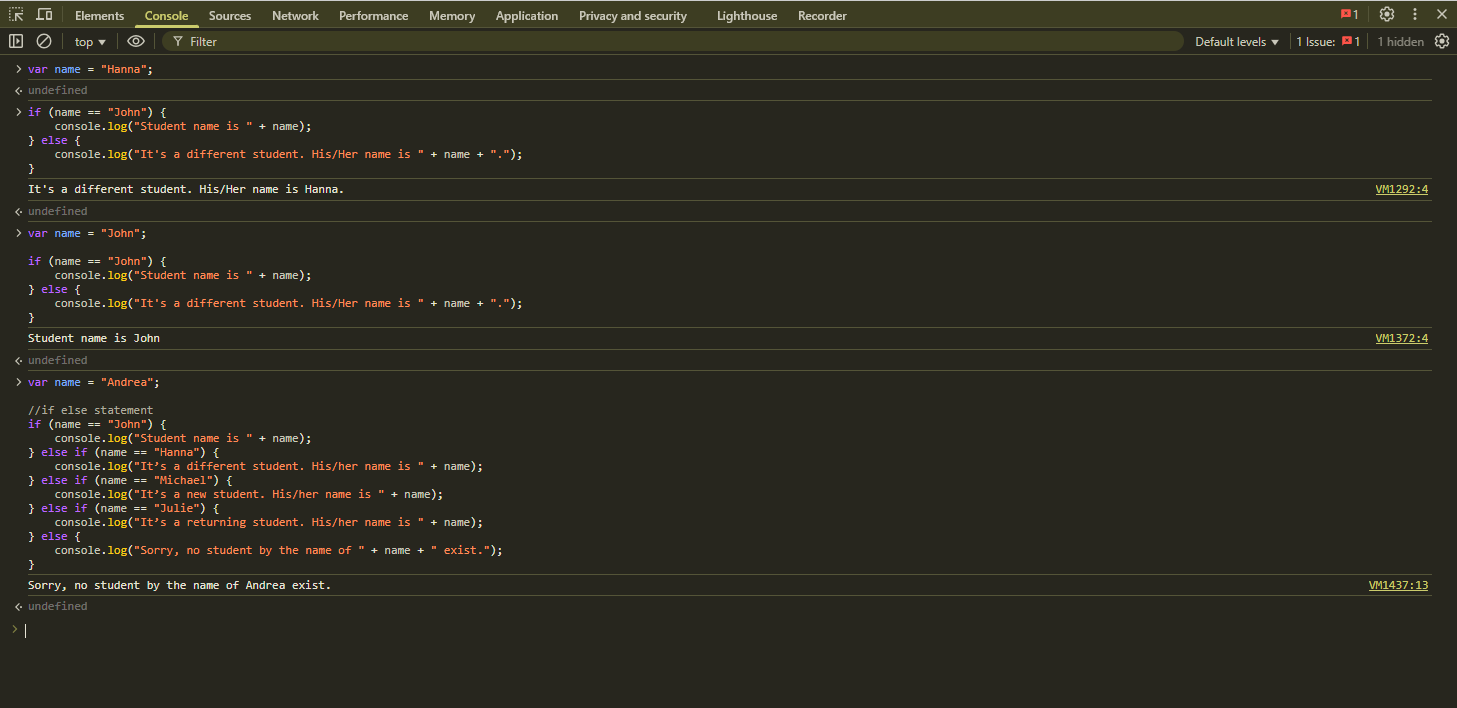 Elements Console Sources Network Performance Memory Application Privacy and security Lighthouse Recorder 1
top Filter Default levels 1 Issue: 1 1 hidden
var name = "Hanna";
undefined
if (name == "John") {
    console.log("Student name is " + name);
} else {
    console.log("It's a different student. His/Her name is " + name + ".");
}
It's a different student. His/Her name is Hanna. VM1292:4
undefined
var name = "John";
if (name == "John") {
    console.log("Student name is " + name);
} else {
    console.log("It's a different student. His/Her name is " + name + ".");
}
Student name is John VM1372:4
undefined
var name = "Andrea";
//if else statement
if (name == "John") {
    console.log("Student name is " + name);
} else if (name == "Hanna") {
    console.log("It’s a different student. His/her name is " + name);
} else if (name == "Michael") {
    console.log("It’s a new student. His/her name is " + name);
} else if (name == "Julie") {
    console.log("It’s a returning student. His/her name is " + name);
} else {
    console.log("Sorry, no student by the name of " + name + " exist.");
}
Sorry, no student by the name of Andrea exist. VM1437:13
undefined